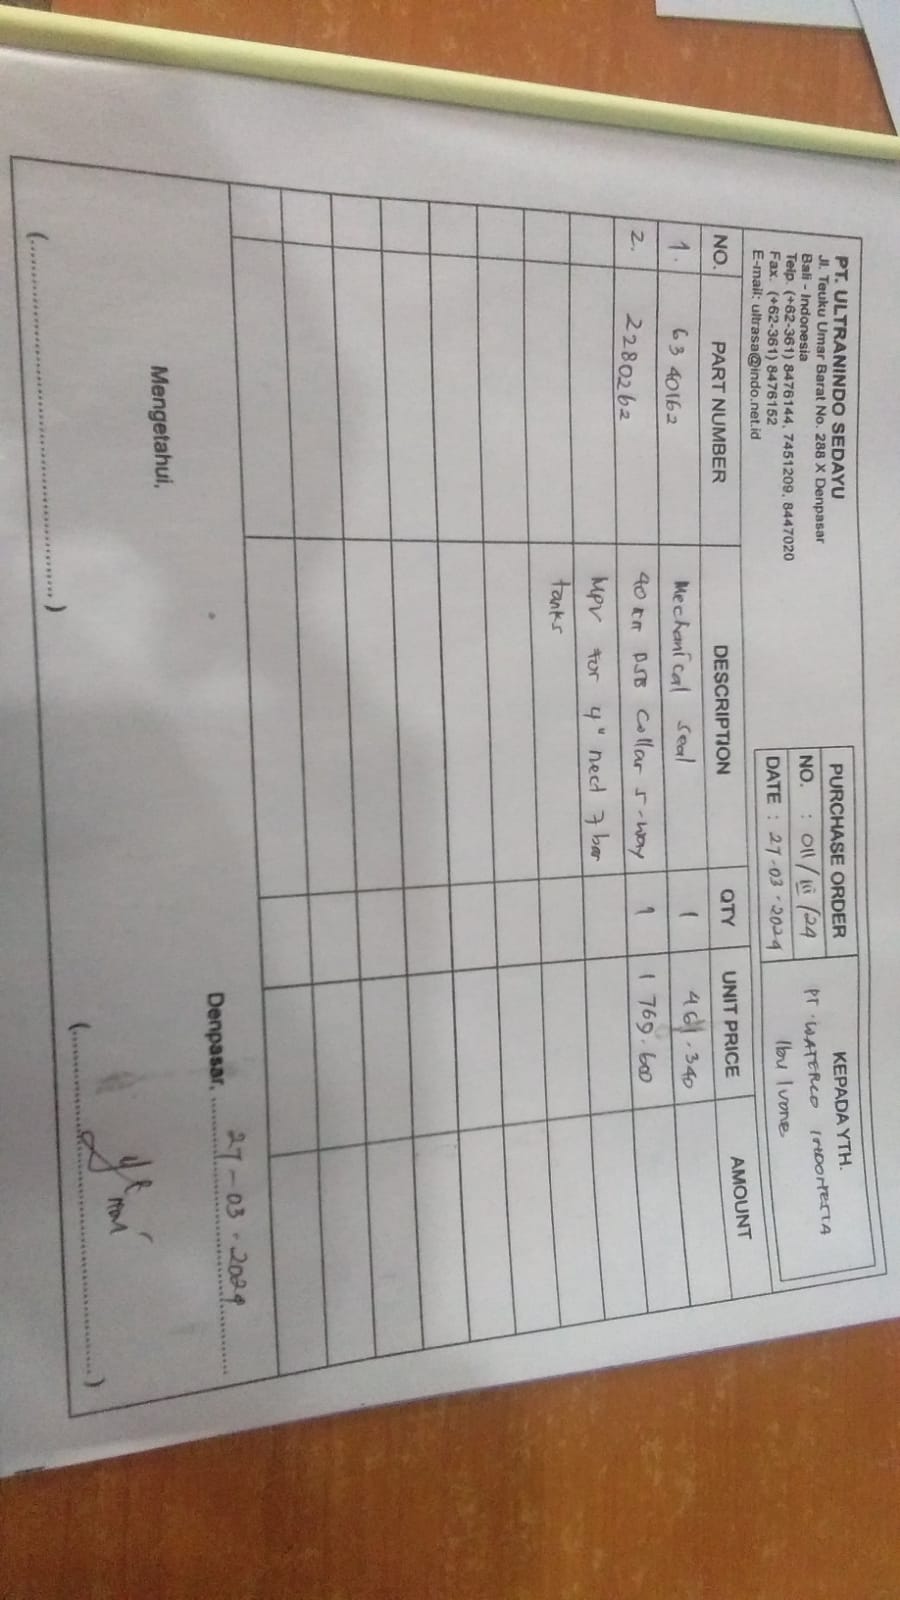 PT. ULTRANINDO SEDAYU
Jl. Teuku Umar Barat No. 288 X Denpasar
Bali - Indonesia
Telp. (+62-361) 8476144, 7451209, 8447020
Fax. (+62-361) 8476152
E-mail: ultrasa@indo.net.id
PURCHASE ORDER
NO. : 011/III/24
DATE : 27-03-2024
KEPADA YTH.
PT. WATERCO INDONESIA
Ibu Ivone
NO. PART NUMBER DESCRIPTION QTY UNIT PRICE AMOUNT
1. 6340162 Mechanical seal 1 461.340
2. 2280262 40 DSB Collar 5-way 1 1 769.600
MPV for 4" neck 7 bar
tanks
Denpasar, 27-03-2024
Mengetahui,
(..............................) (..............................)